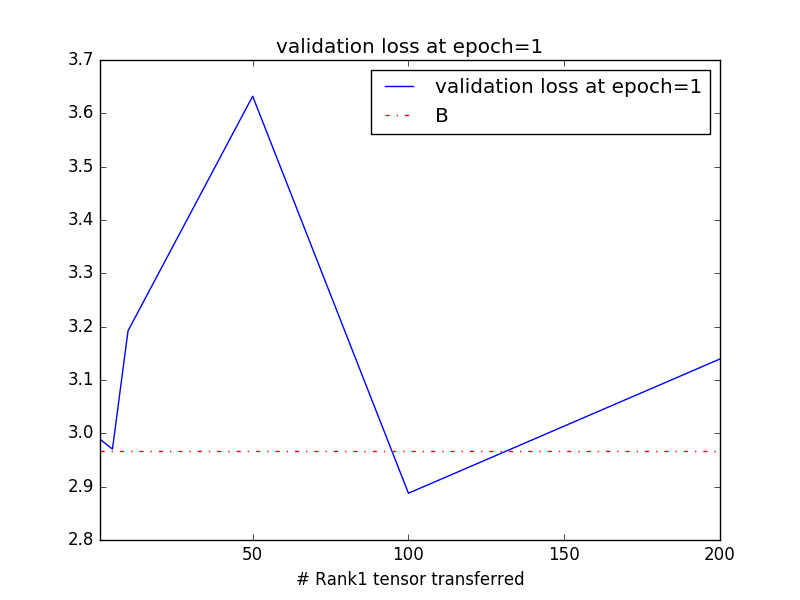 validation loss at epoch=1
validation loss at epoch=1
B
3.7
3.6
3.5
3.4
3.3
3.2
3.1
3.0
2.9
2.8
50 100 150 200
# Rank1 tensor transferred